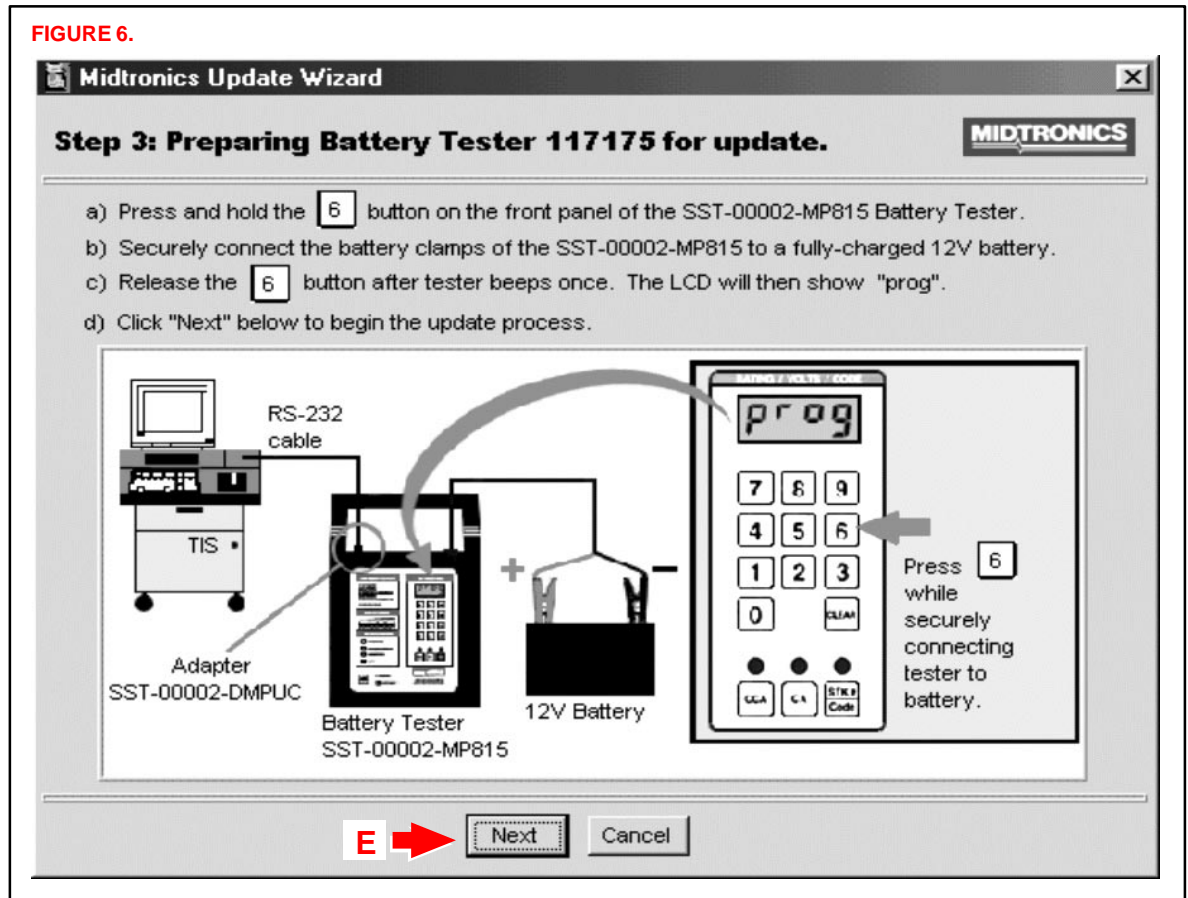 FIGURE 6.
Midtronics Update Wizard
Step 3: Preparing Battery Tester 117175 for update.
MIDTRONICS
a) Press and hold the 6 button on the front panel of the SST-00002-MP815 Battery Tester.
b) Securely connect the battery clamps of the SST-00002-MP815 to a fully-charged 12V battery.
c) Release the 6 button after tester beeps once. The LCD will then show "prog".
d) Click "Next" below to begin the update process.
RS-232
cable
TIS
Adapter
SST-00002-DMPUC
Battery Tester
SST-00002-MP815
+
−
12V Battery
RATING / VOLTS / CODE
prog
7 8 9
4 5 6
1 2 3
0 CLEAR
CCA CA STK # Code
Press 6
while
securely
connecting
tester to
battery.
E
Next
Cancel